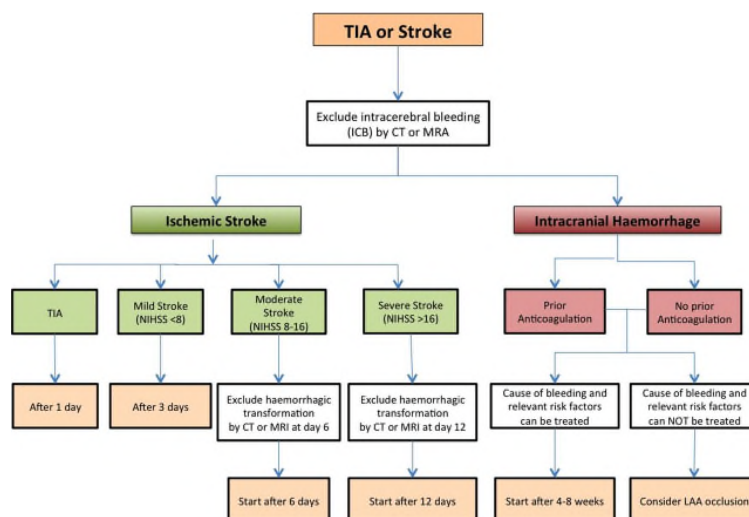 TIA or Stroke
Exclude intracerebral bleeding
(ICB) by CT or MRA
Ischemic Stroke
Intracranial Haemorrhage
TIA
Mild Stroke
(NIHSS <8)
Moderate
Stroke
(NIHSS 8-16)
Severe Stroke
(NIHSS >16)
Prior
Anticoagulation
No prior
Anticoagulation
After 1 day
After 3 days
Exclude haemorrhagic
transformation
by CT or MRI at day 6
Exclude haemorrhagic
transformation
by CT or MRI at day 12
Cause of bleeding and
relevant risk factors
can be treated
Cause of bleeding and
relevant risk factors
can NOT be treated
Start after 6 days
Start after 12 days
Start after 4-8 weeks
Consider LAA occlusion